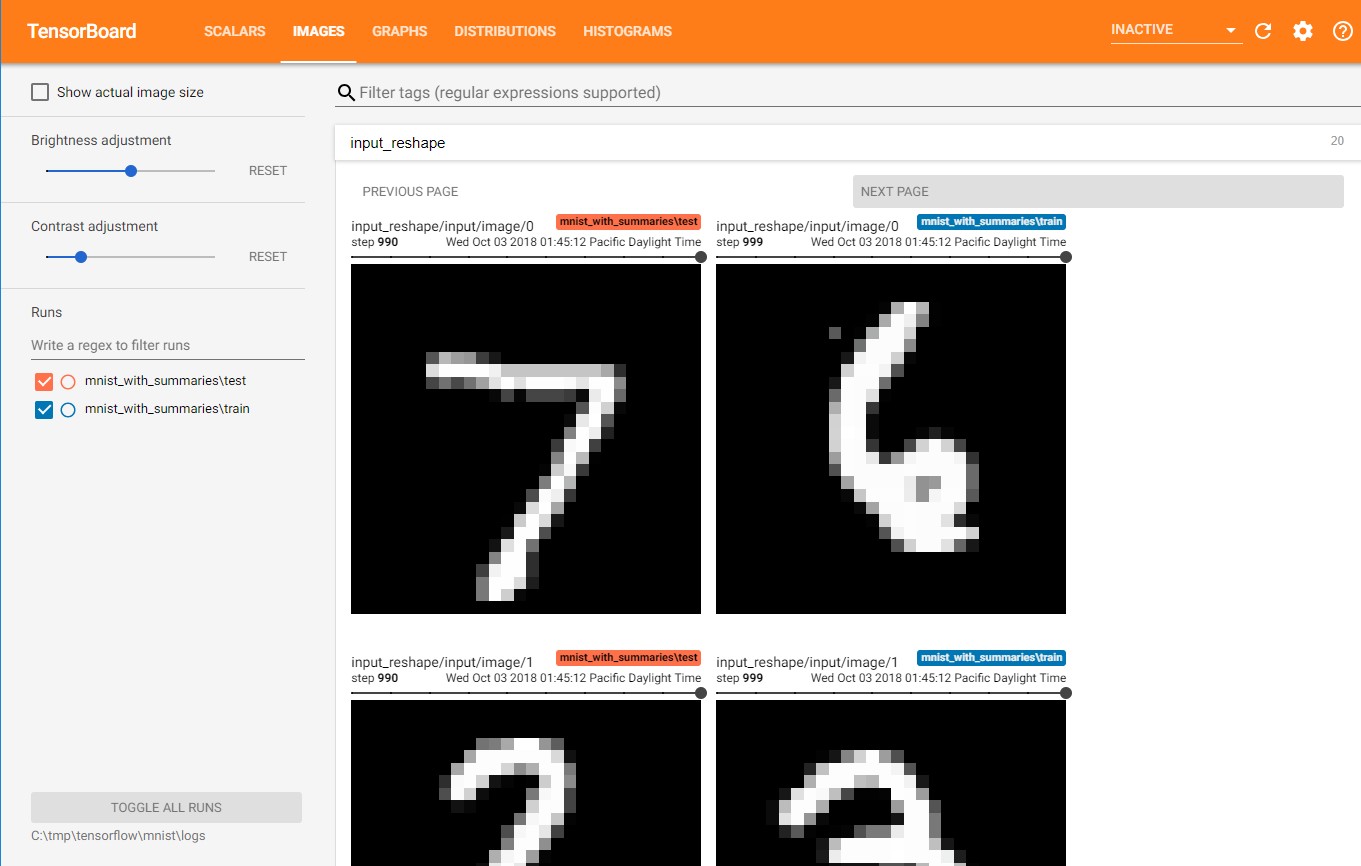 TensorBoard SCALARS IMAGES GRAPHS DISTRIBUTIONS HISTOGRAMS INACTIVE
Show actual image size
Brightness adjustment
RESET
Contrast adjustment
RESET
Runs
Write a regex to filter runs
mnist_with_summaries\test
mnist_with_summaries\train
TOGGLE ALL RUNS
C:\tmp\tensorflow\mnist\logs
Filter tags (regular expressions supported)
input_reshape 20
PREVIOUS PAGE NEXT PAGE
input_reshape/input/image/0 mnist_with_summaries\test
step 990 Wed Oct 03 2018 01:45:12 Pacific Daylight Time
7
input_reshape/input/image/0 mnist_with_summaries\train
step 999 Wed Oct 03 2018 01:45:12 Pacific Daylight Time
6
input_reshape/input/image/1 mnist_with_summaries\test
step 990 Wed Oct 03 2018 01:45:12 Pacific Daylight Time
input_reshape/input/image/1 mnist_with_summaries\train
step 999 Wed Oct 03 2018 01:45:12 Pacific Daylight Time